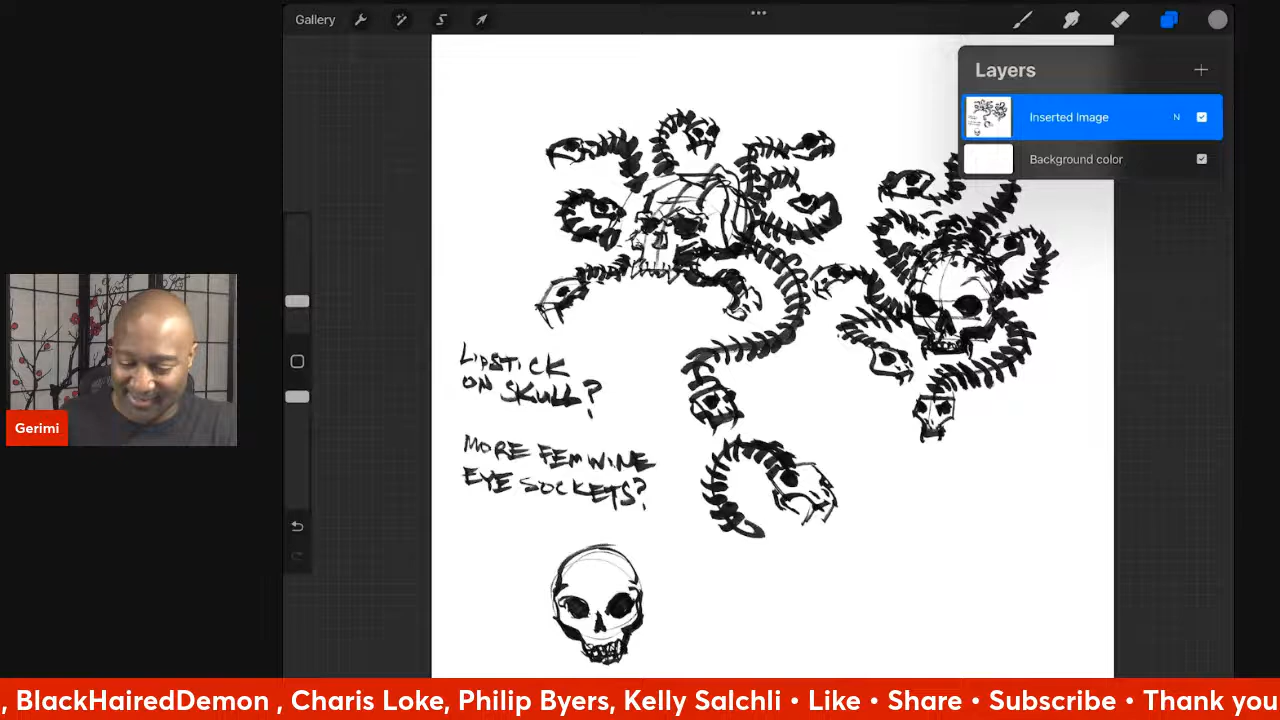 Gallery
Layers
Inserted Image
N
Background color
LIPSTICK
ON SKULL?
MORE FEMININE
EYE SOCKETS?
Gerimi
, BlackHairedDemon , Charis Loke, Philip Byers, Kelly Salchli • Like • Share • Subscribe • Thank you